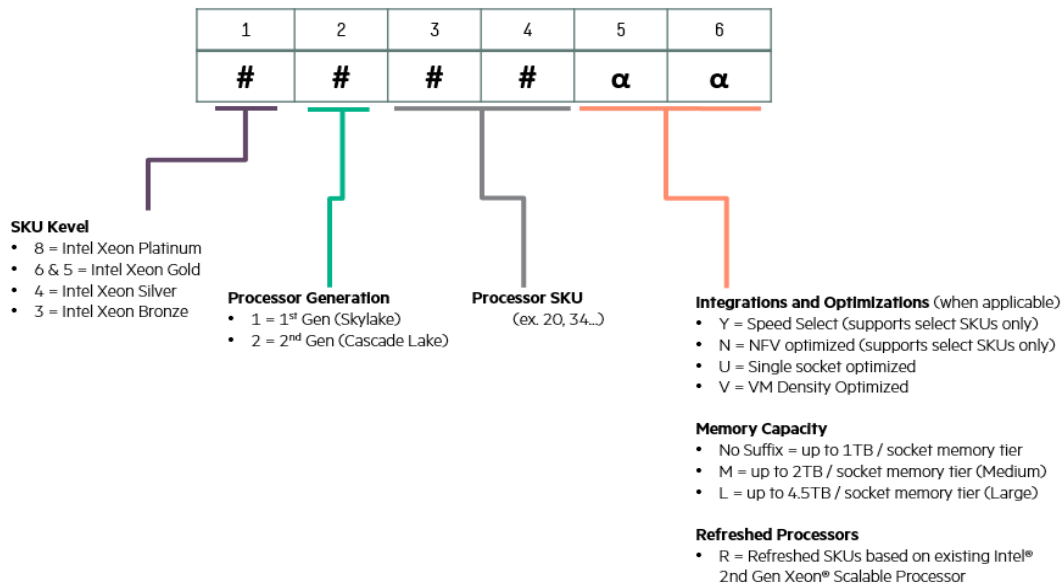 1 2 3 4 5 6
# # # # α α
SKU Kevel
• 8 = Intel Xeon Platinum
• 6 & 5 = Intel Xeon Gold
• 4 = Intel Xeon Silver
• 3 = Intel Xeon Bronze
Processor Generation
• 1 = 1st Gen (Skylake)
• 2 = 2nd Gen (Cascade Lake)
Processor SKU
(ex. 20, 34...)
Integrations and Optimizations (when applicable)
• Y = Speed Select (supports select SKUs only)
• N = NFV optimized (supports select SKUs only)
• U = Single socket optimized
• V = VM Density Optimized
Memory Capacity
• No Suffix = up to 1TB / socket memory tier
• M = up to 2TB / socket memory tier (Medium)
• L = up to 4.5TB / socket memory tier (Large)
Refreshed Processors
• R = Refreshed SKUs based on existing Intel®
2nd Gen Xeon® Scalable Processor